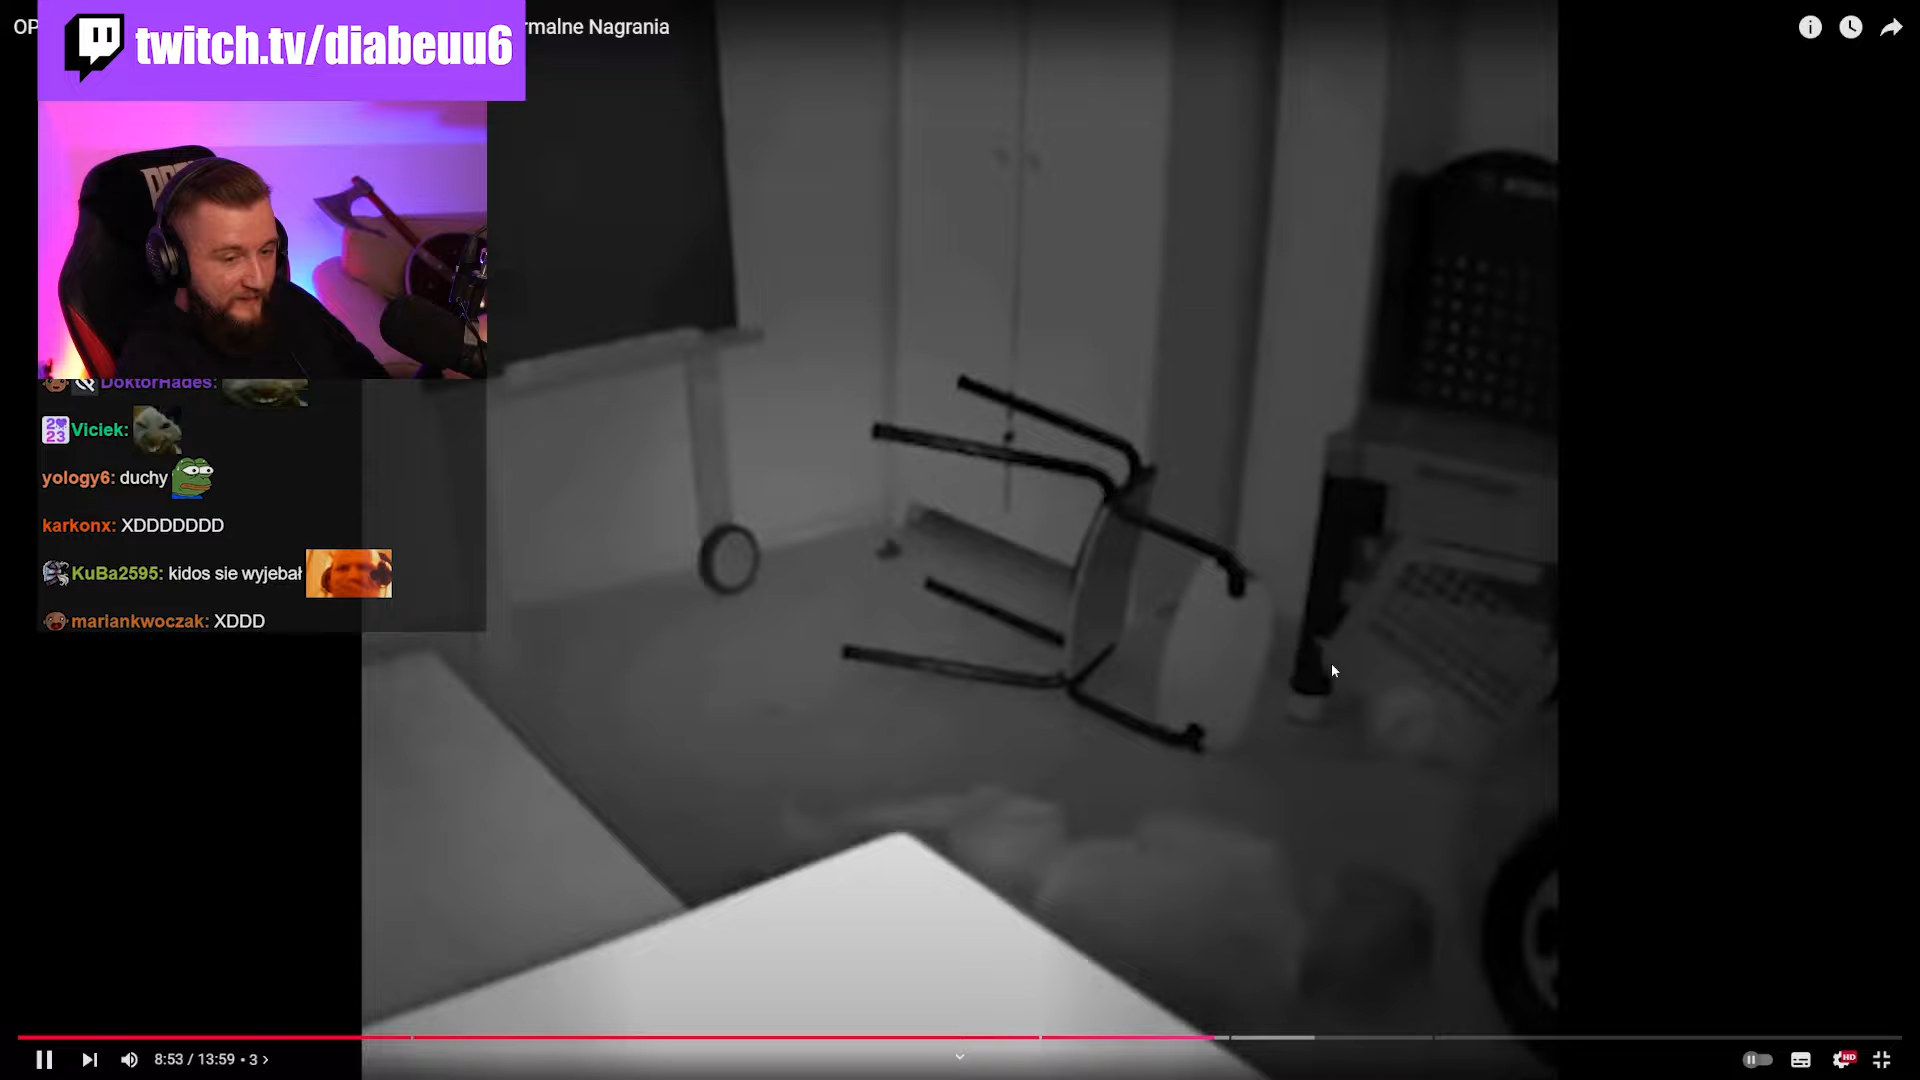 OP
rmalne Nagrania
twitch.tv/diabeuu6
DoktorHades:
Viciek:
yology6: duchy
karkonx: XDDDDDDD
KuBa2595: kidos sie wyjebał
mariankwoczak: XDDD
8:53 / 13:59 • 3 >
HD